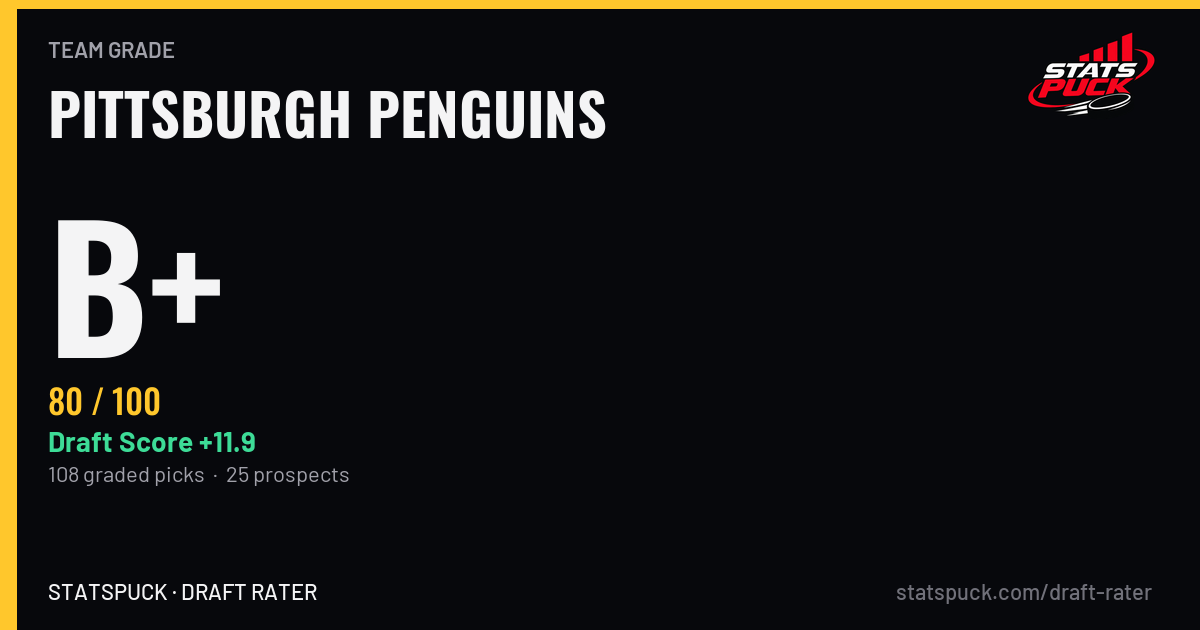 TEAM GRADE
PITTSBURGH PENGUINS
STATS
PUCK
B+
80 / 100
Draft Score +11.9
108 graded picks · 25 prospects
STATSPUCK · DRAFT RATER
statspuck.com/draft-rater